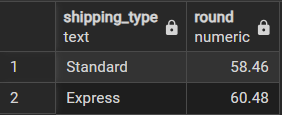 shipping_type round
text numeric
1 Standard 58.46
2 Express 60.48